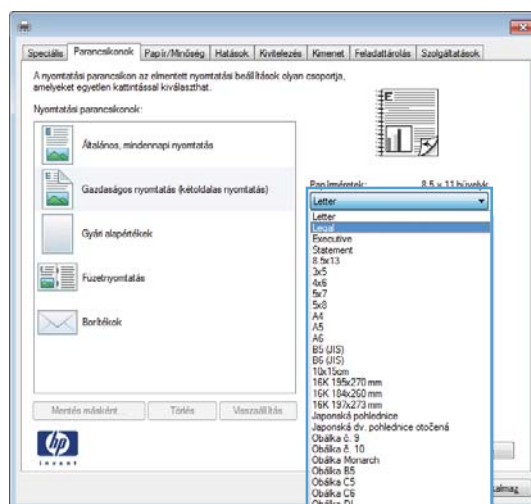 Speciális Parancsikonok Papír/Minőség Hatások Kivitelezés Kimenet Feladattárolás Szolgáltatások
A nyomtatási parancsikon az elmentett nyomtatási beállítások olyan csoportja,
amelyeket egyetlen kattintással kiválaszthat.
Nyomtatási parancsikonok:
Általános, mindennapi nyomtatás
Gazdaságos nyomtatás (kétoldalas nyomtatás)
Gyári alapértékek
Füzetnyomtatás
Borítékok
Mentés másként... Törlés Visszaállítás
hp
invent
E
Papírméretek: 8.5 × 11 hüvelyk
Letter
Letter
Legal
Executive
Statement
8.5x13
3x5
4x6
5x7
5x8
A4
A5
A6
B5 (JIS)
B6 (JIS)
10x15cm
16K 195x270 mm
16K 184x260 mm
16K 197x273 mm
Japonská pohlednice
Japonská dv. pohlednice otočená
Obálka č. 9
Obálka č. 10
Obálka Monarch
Obálka B5
Obálka C5
Obálka C6
Obálka DL